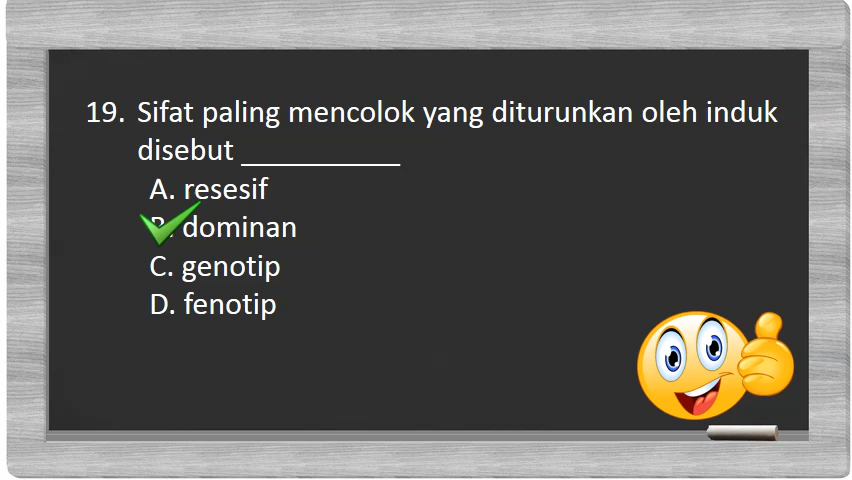 19. Sifat paling mencolok yang diturunkan oleh induk
disebut __________
A. resesif
B. dominan
C. genotip
D. fenotip